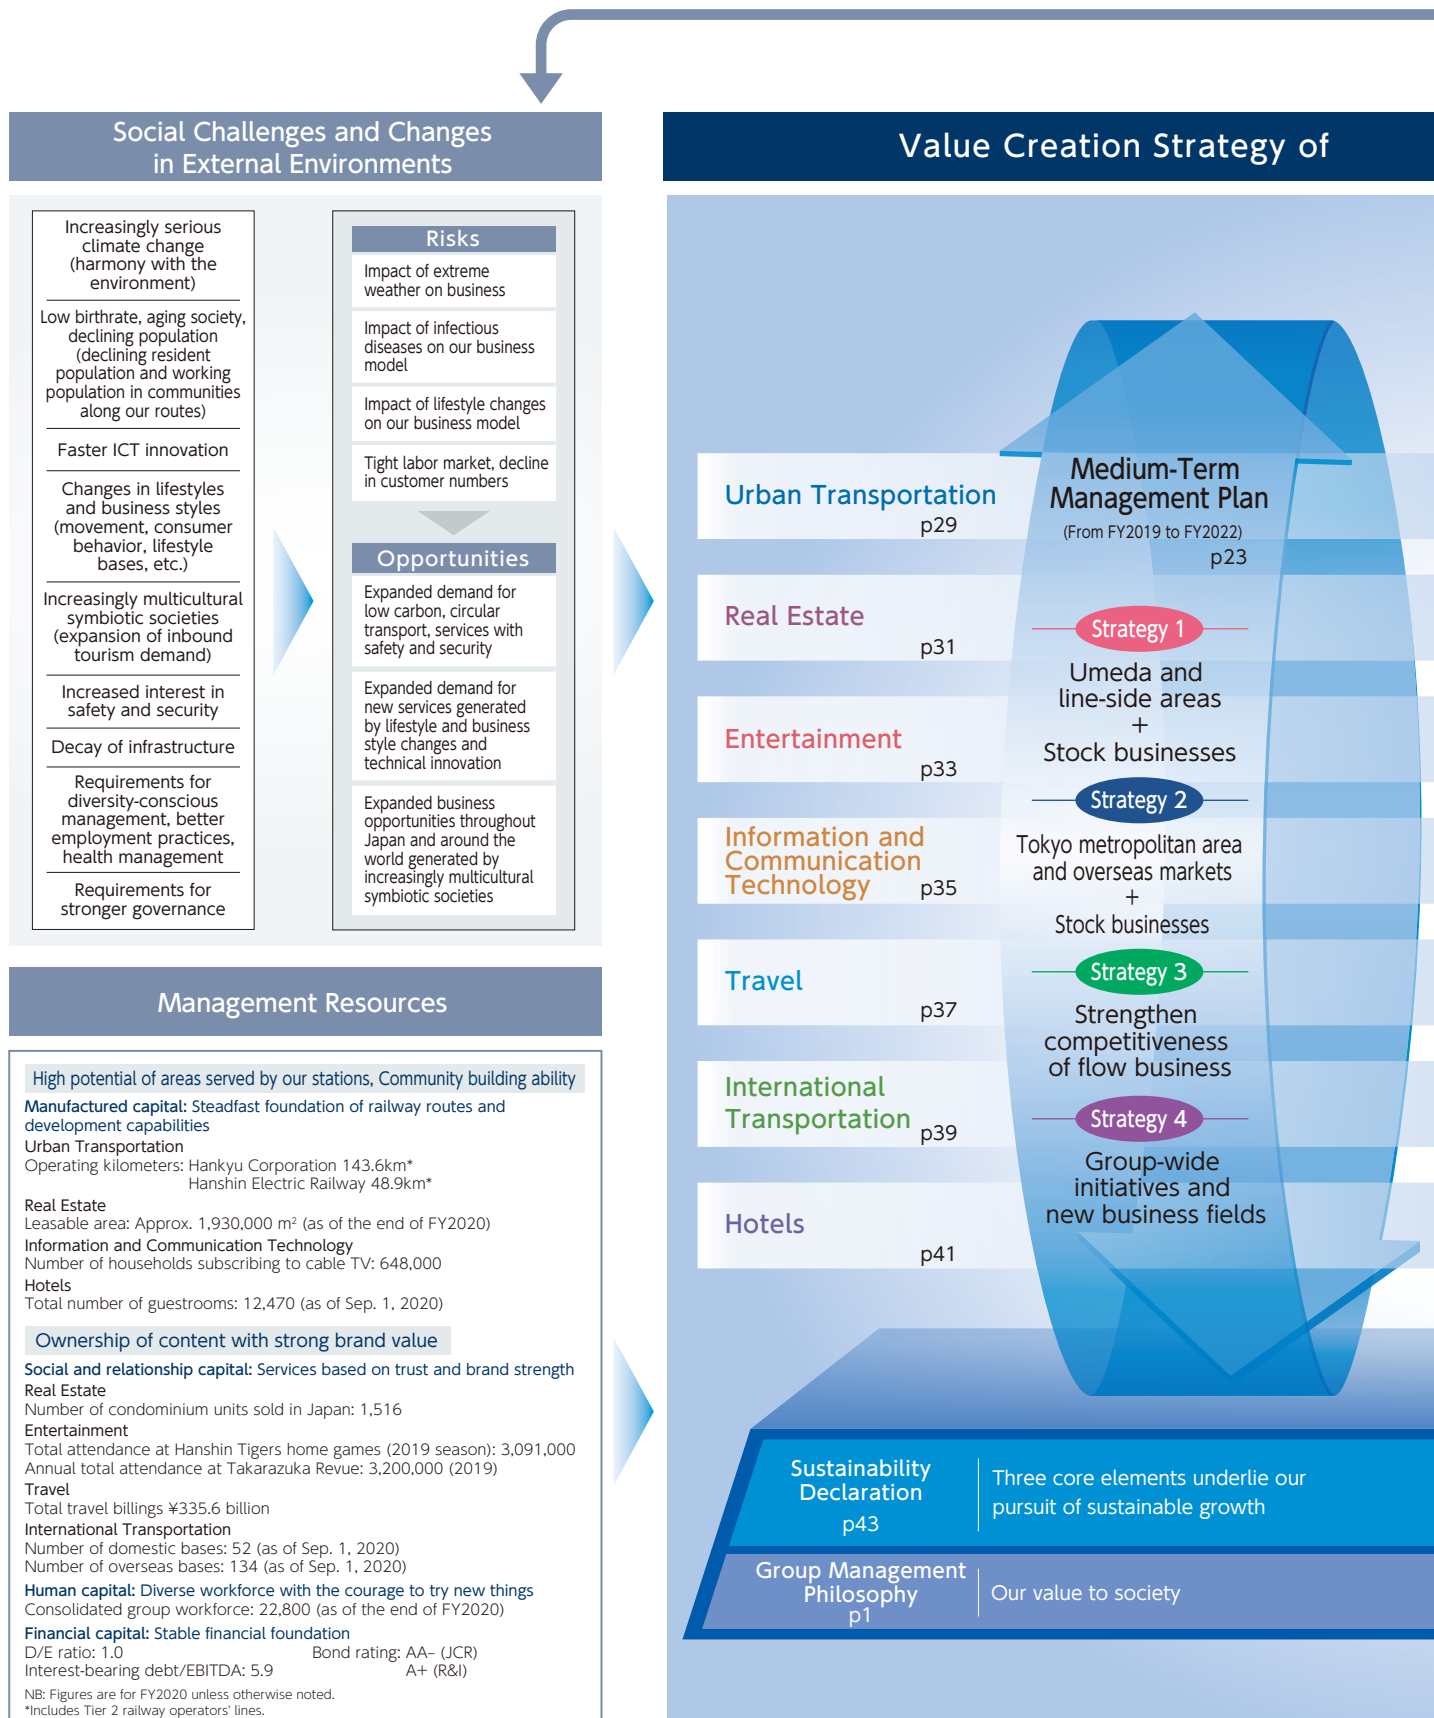 Social Challenges and Changes
in External Environments
Increasingly serious
climate change
(harmony with the
environment)
Low birthrate, aging society,
declining population
(declining resident
population and working
population in communities
along our routes)
Faster ICT innovation
Changes in lifestyles
and business styles
(movement, consumer
behavior, lifestyle
bases, etc.)
Increasingly multicultural
symbiotic societies
(expansion of inbound
tourism demand)
Increased interest in
safety and security
Decay of infrastructure
Requirements for
diversity-conscious
management, better
employment practices,
health management
Requirements for
stronger governance
Risks
Impact of extreme
weather on business
Impact of infectious
diseases on our business
model
Impact of lifestyle changes
on our business model
Tight labor market, decline
in customer numbers
Opportunities
Expanded demand for
low carbon, circular
transport, services with
safety and security
Expanded demand for
new services generated
by lifestyle and business
style changes and
technical innovation
Expanded business
opportunities throughout
Japan and around the
world generated by
increasingly multicultural
symbiotic societies
Management Resources
High potential of areas served by our stations, Community building ability
Manufactured capital: Steadfast foundation of railway routes and
development capabilities
Urban Transportation
Operating kilometers: Hankyu Corporation 143.6km*
Hanshin Electric Railway 48.9km*
Real Estate
Leasable area: Approx. 1,930,000 m² (as of the end of FY2020)
Information and Communication Technology
Number of households subscribing to cable TV: 648,000
Hotels
Total number of guestrooms: 12,470 (as of Sep. 1, 2020)
Ownership of content with strong brand value
Social and relationship capital: Services based on trust and brand strength
Real Estate
Number of condominium units sold in Japan: 1,516
Entertainment
Total attendance at Hanshin Tigers home games (2019 season): 3,091,000
Annual total attendance at Takarazuka Revue: 3,200,000 (2019)
Travel
Total travel billings ¥335.6 billion
International Transportation
Number of domestic bases: 52 (as of Sep. 1, 2020)
Number of overseas bases: 134 (as of Sep. 1, 2020)
Human capital: Diverse workforce with the courage to try new things
Consolidated group workforce: 22,800 (as of the end of FY2020)
Financial capital: Stable financial foundation
D/E ratio: 1.0 Bond rating: AA– (JCR)
Interest-bearing debt/EBITDA: 5.9 A+ (R&I)
NB: Figures are for FY2020 unless otherwise noted.
*Includes Tier 2 railway operators' lines.
Value Creation Strategy of
Urban Transportation
p29
Real Estate
p31
Entertainment
p33
Information and
Communication
Technology p35
Travel
p37
International
Transportation p39
Hotels
p41
Medium-Term
Management Plan
(From FY2019 to FY2022)
p23
Strategy 1
Umeda and
line-side areas
+
Stock businesses
Strategy 2
Tokyo metropolitan area
and overseas markets
+
Stock businesses
Strategy 3
Strengthen
competitiveness
of flow business
Strategy 4
Group-wide
initiatives and
new business fields
Sustainability
Declaration
p43
Three core elements underlie our
pursuit of sustainable growth
Group Management
Philosophy
p1
Our value to society